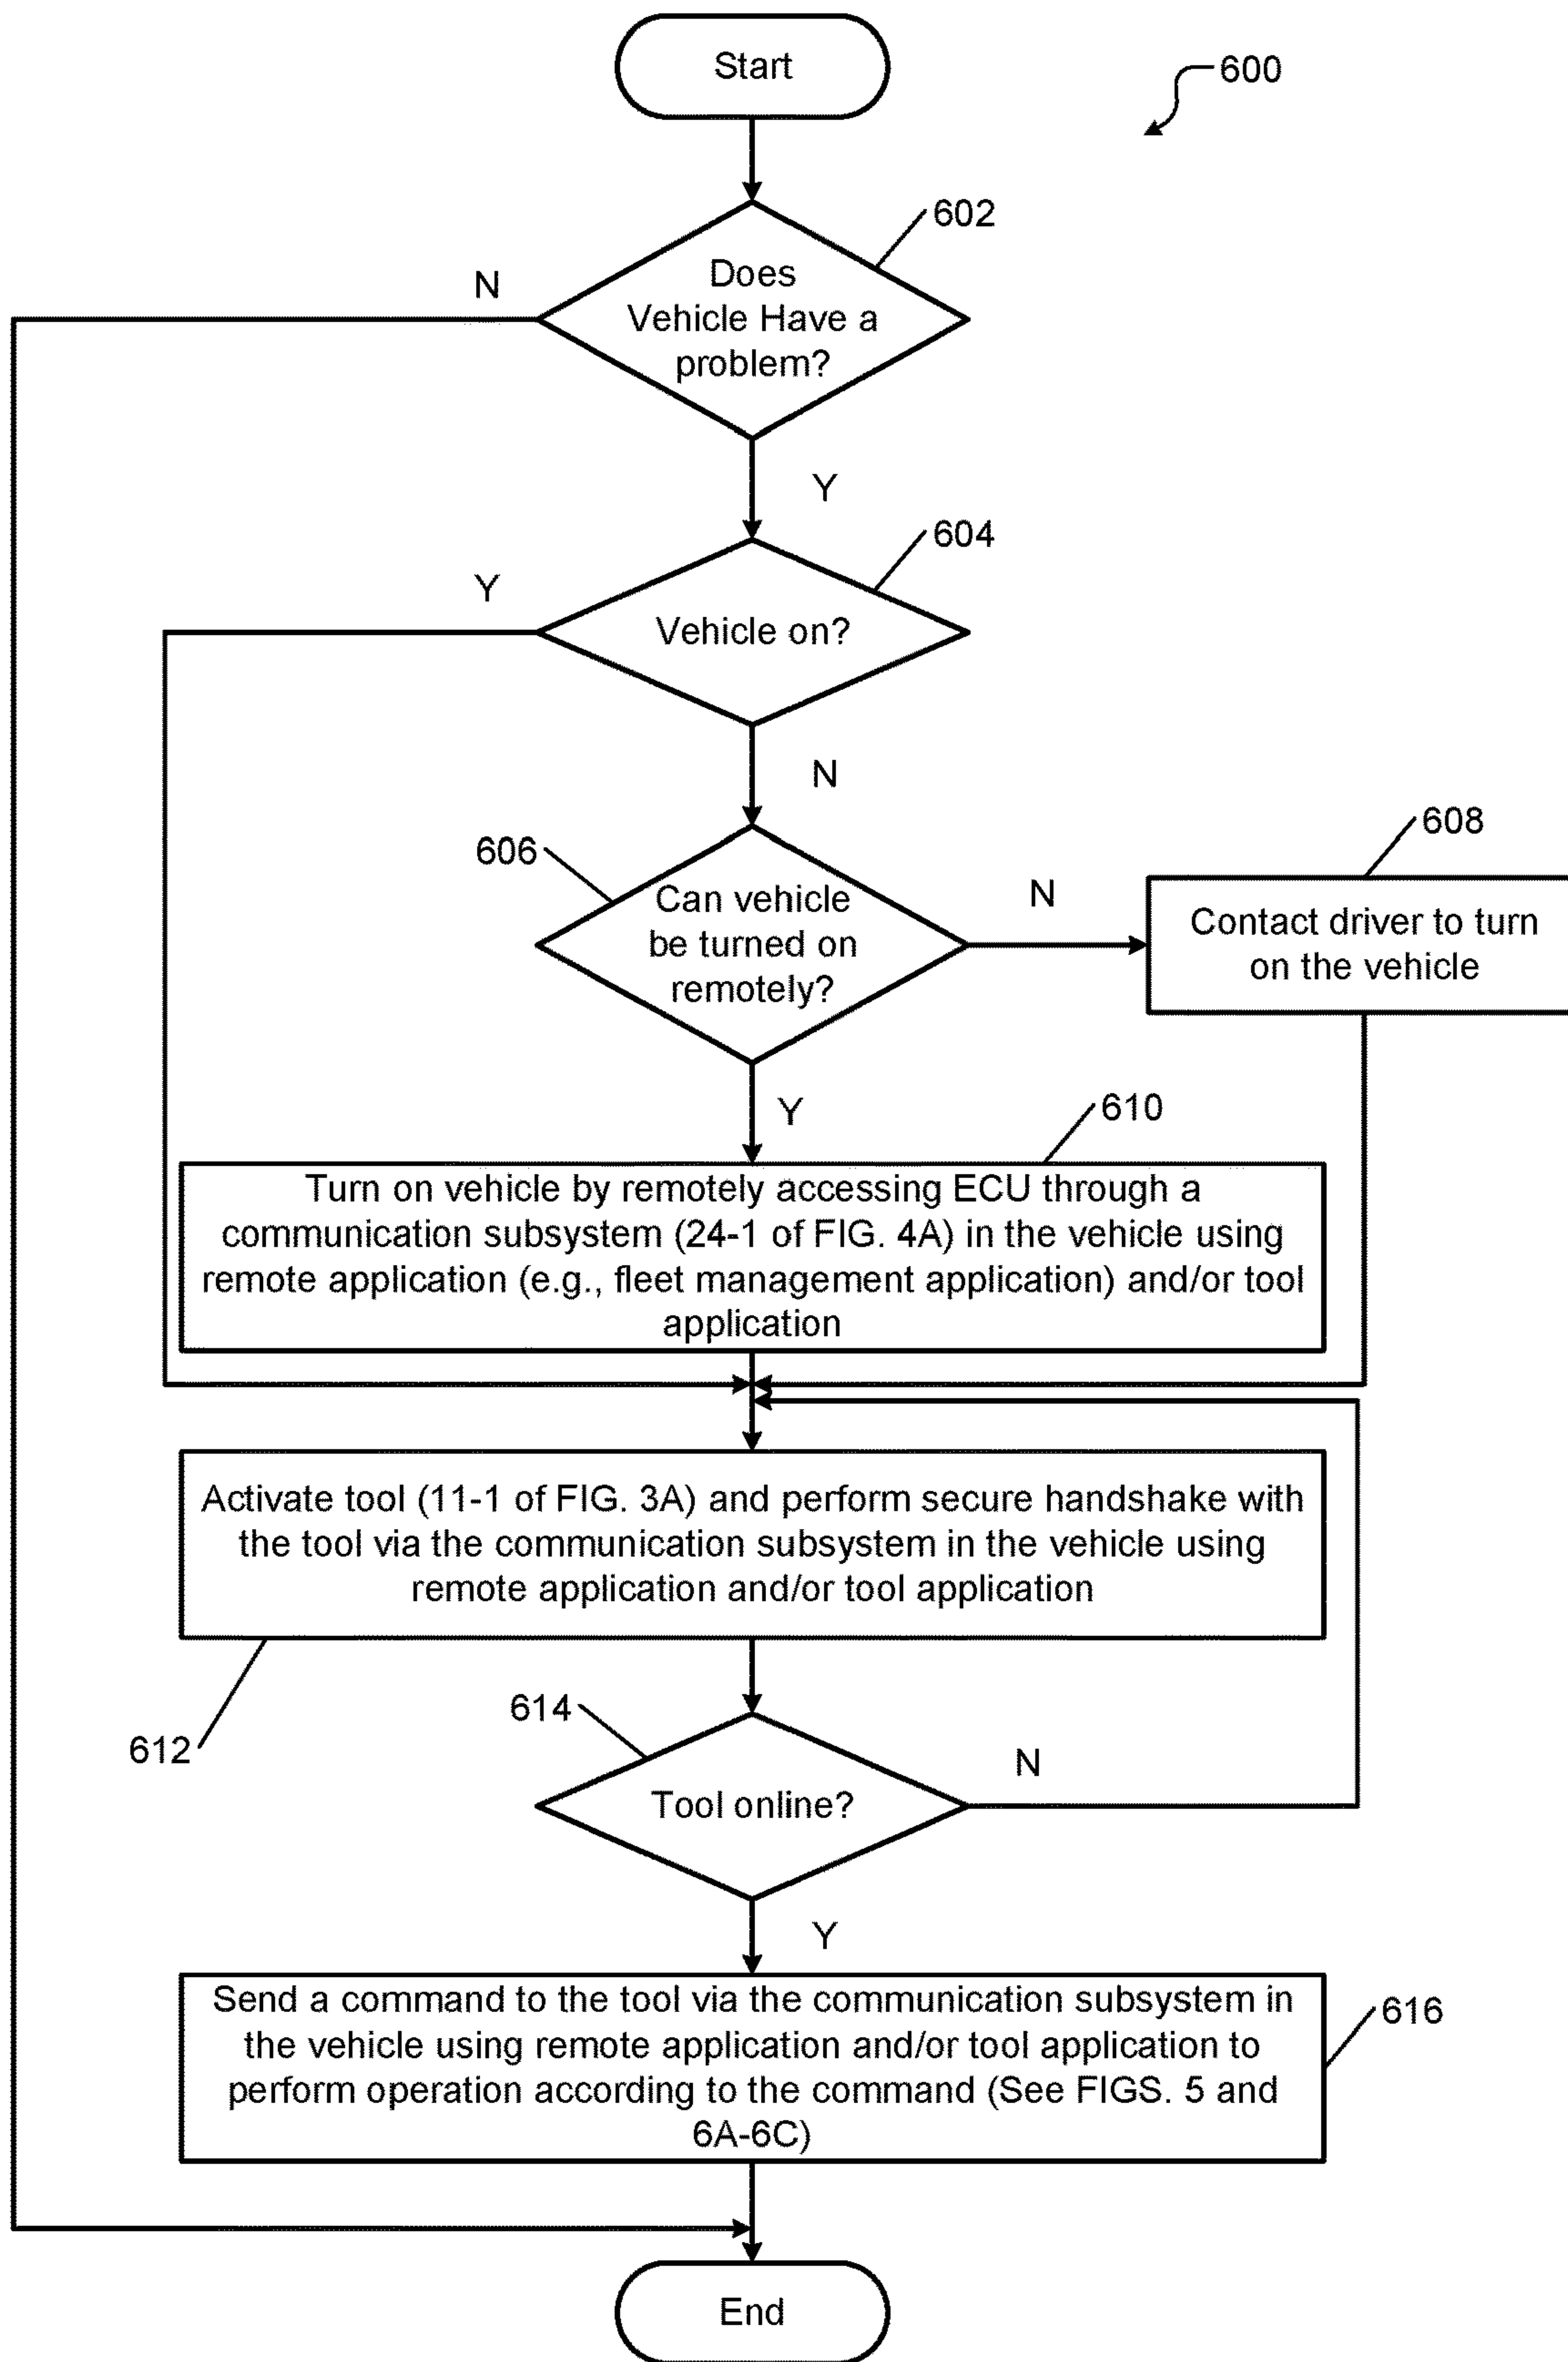 Start
600
602
Does
Vehicle Have a
problem?
N
Y
604
Vehicle on?
Y
N
606
Can vehicle
be turned on
remotely?
N
608
Contact driver to turn
on the vehicle
Y
610
Turn on vehicle by remotely accessing ECU through a
communication subsystem (24-1 of FIG. 4A) in the vehicle using
remote application (e.g., fleet management application) and/or tool
application
Activate tool (11-1 of FIG. 3A) and perform secure handshake with
the tool via the communication subsystem in the vehicle using
remote application and/or tool application
612
614
Tool online?
N
Y
Send a command to the tool via the communication subsystem in
the vehicle using remote application and/or tool application to
perform operation according to the command (See FIGS. 5 and
6A-6C)
616
End